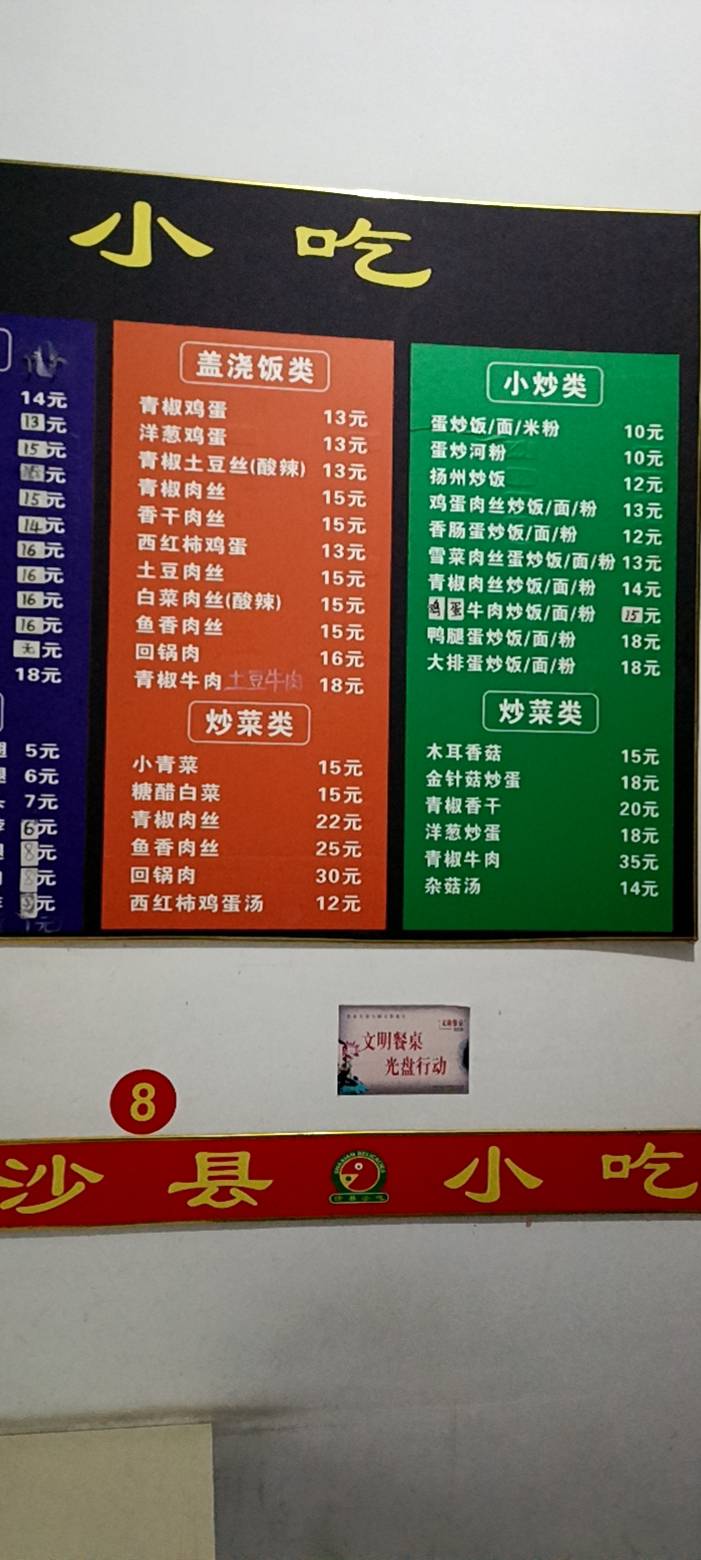 小吃
14元
13元
15元
元
15元
14元
16元
16元
16元
16元
无元
18元
5元
6元
7元
6元
8元
元
元
盖浇饭类
青椒鸡蛋 13元
洋葱鸡蛋 13元
青椒土豆丝(酸辣) 13元
青椒肉丝 15元
香干肉丝 15元
西红柿鸡蛋 13元
土豆肉丝 15元
白菜肉丝(酸辣) 15元
鱼香肉丝 15元
回锅肉 16元
青椒牛肉 土豆牛肉 18元
炒菜类
小青菜 15元
糖醋白菜 15元
青椒肉丝 22元
鱼香肉丝 25元
回锅肉 30元
西红柿鸡蛋汤 12元
小炒类
蛋炒饭/面/米粉 10元
蛋炒河粉 10元
扬州炒饭 12元
鸡蛋肉丝炒饭/面/粉 13元
香肠蛋炒饭/面/粉 12元
雪菜肉丝蛋炒饭/面/粉 13元
青椒肉丝炒饭/面/粉 14元
鸡蛋牛肉炒饭/面/粉 15元
鸭腿蛋炒饭/面/粉 18元
大排蛋炒饭/面/粉 18元
炒菜类
木耳香菇 15元
金针菇炒蛋 18元
青椒香干 20元
洋葱炒蛋 18元
青椒牛肉 35元
杂菇汤 14元
文明餐桌
光盘行动
8
沙县小吃
SHAXIAN DELICACIES
沙县小吃